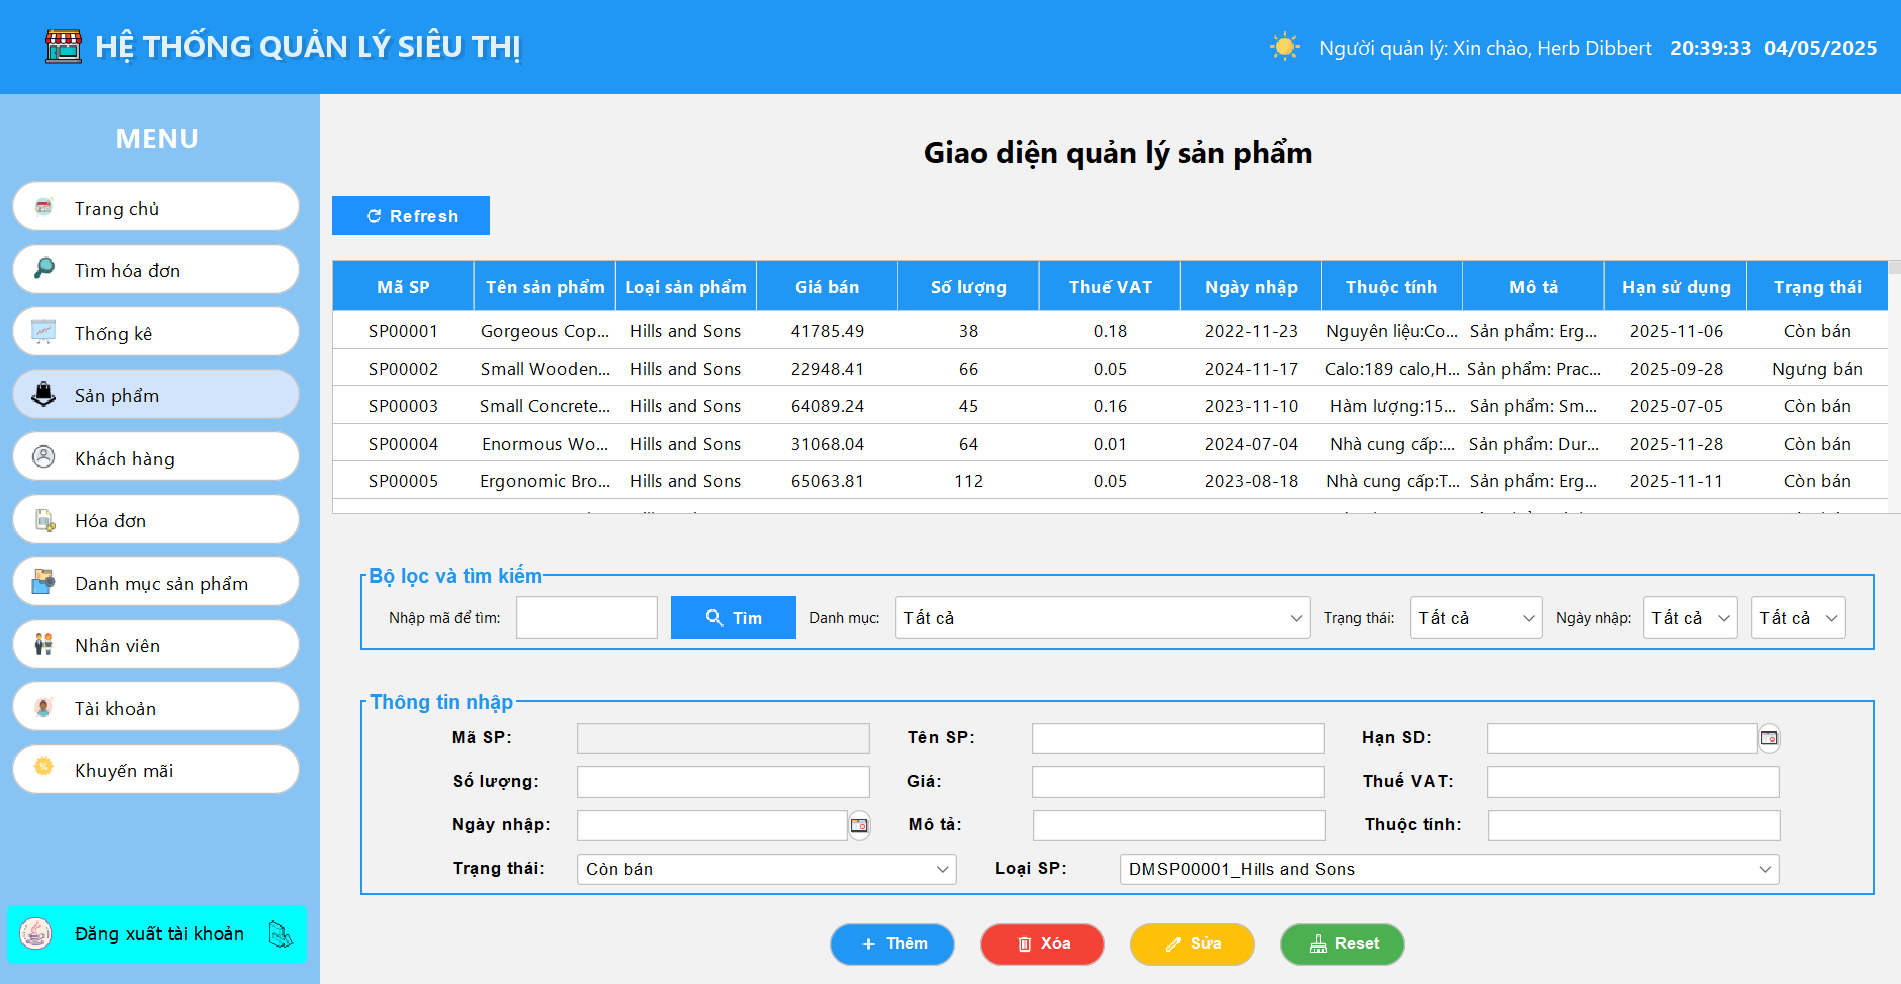 HỆ THỐNG QUẢN LÝ SIÊU THỊ
Người quản lý: Xin chào, Herb Dibbert 20:39:33 04/05/2025
MENU
Trang chủ
Tìm hóa đơn
Thống kê
Sản phẩm
Khách hàng
Hóa đơn
Danh mục sản phẩm
Nhân viên
Tài khoản
Khuyến mãi
Đăng xuất tài khoản
Giao diện quản lý sản phẩm
Refresh
Mã SP Tên sản phẩm Loại sản phẩm Giá bán Số lượng Thuế VAT Ngày nhập Thuộc tính Mô tả Hạn sử dụng Trạng thái
SP00001 Gorgeous Cop... Hills and Sons 41785.49 38 0.18 2022-11-23 Nguyên liệu:Co... Sản phẩm: Erg... 2025-11-06 Còn bán
SP00002 Small Wooden... Hills and Sons 22948.41 66 0.05 2024-11-17 Calo:189 calo,H... Sản phẩm: Prac... 2025-09-28 Ngưng bán
SP00003 Small Concrete... Hills and Sons 64089.24 45 0.16 2023-11-10 Hàm lượng:15... Sản phẩm: Sm... 2025-07-05 Còn bán
SP00004 Enormous Wo... Hills and Sons 31068.04 64 0.01 2024-07-04 Nhà cung cấp:... Sản phẩm: Dur... 2025-11-28 Còn bán
SP00005 Ergonomic Bro... Hills and Sons 65063.81 112 0.05 2023-08-18 Nhà cung cấp:T... Sản phẩm: Erg... 2025-11-11 Còn bán
Bộ lọc và tìm kiếm
Nhập mã để tìm: Tìm Danh mục: Tất cả Trạng thái: Tất cả Ngày nhập: Tất cả Tất cả
Thông tin nhập
Mã SP: Tên SP: Hạn SD:
Số lượng: Giá: Thuế VAT:
Ngày nhập: Mô tả: Thuộc tính:
Trạng thái: Còn bán Loại SP: DMSP00001_Hills and Sons
Thêm Xóa Sửa Reset